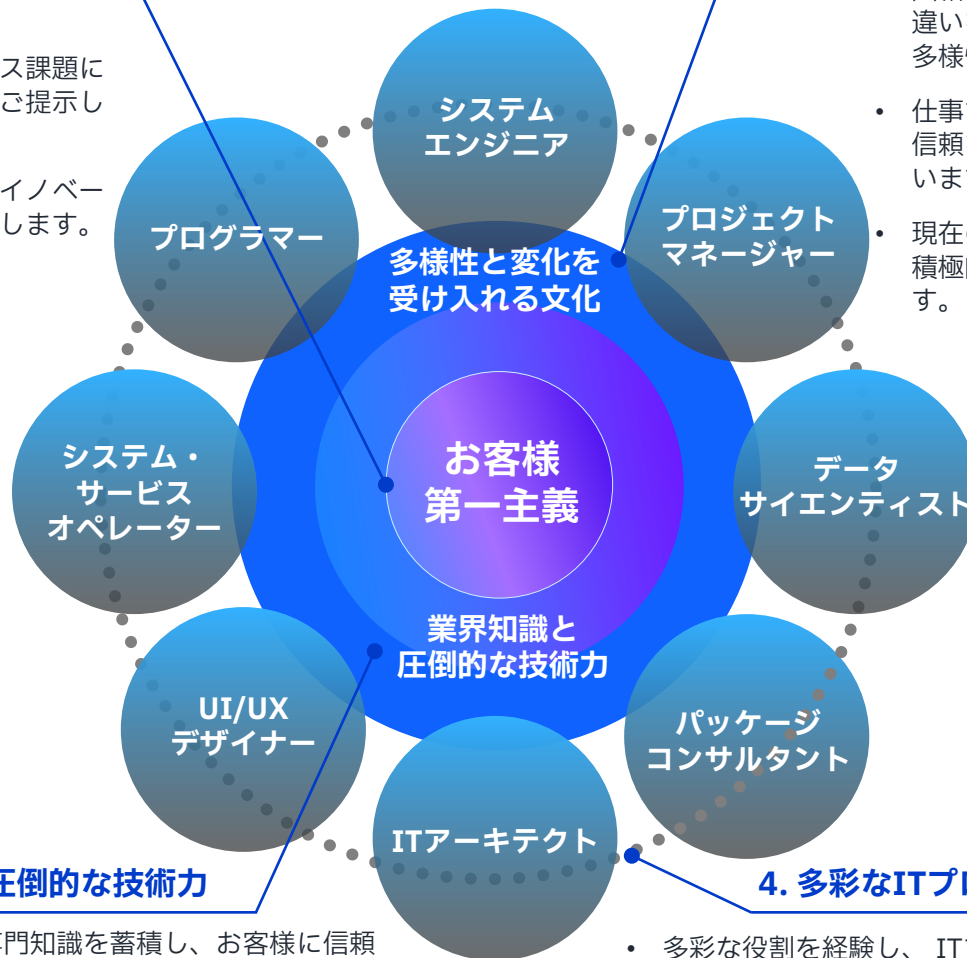 ス課題に
ご提示し
イノベー
します。
違い
多様
仕事
信頼
います
現在
積極
す。
システム
エンジニア
プログラマー
プロジェクト
マネージャー
多様性と変化を
受け入れる文化
システム・
サービス
オペレーター
お客様
第一主義
データ
サイエンティスト
業界知識と
圧倒的な技術力
UI/UX
デザイナー
パッケージ
コンサルタント
ITアーキテクト
圧倒的な技術力
専門知識を蓄積し、お客様に信頼
4. 多彩なITプロ
多彩な役割を経験し、 IT